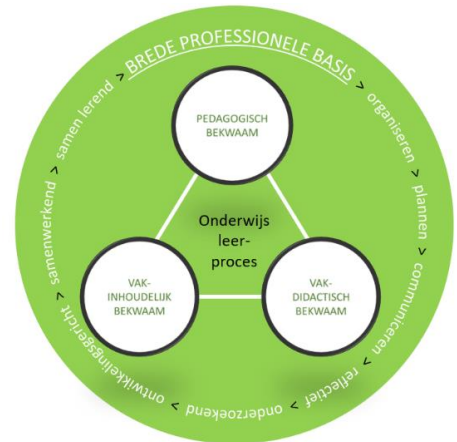 BREDE PROFESSIONELE BASIS > organiseren > plannen > communiceren > reflectief > onderzoekend > ontwikkelingsgericht > samenwerkend > samen lerend >
PEDAGOGISCH
BEKWAAM
Onderwijs
leer-
proces
VAK-
INHOUDELIJK
BEKWAAM
VAK-
DIDACTISCH
BEKWAAM